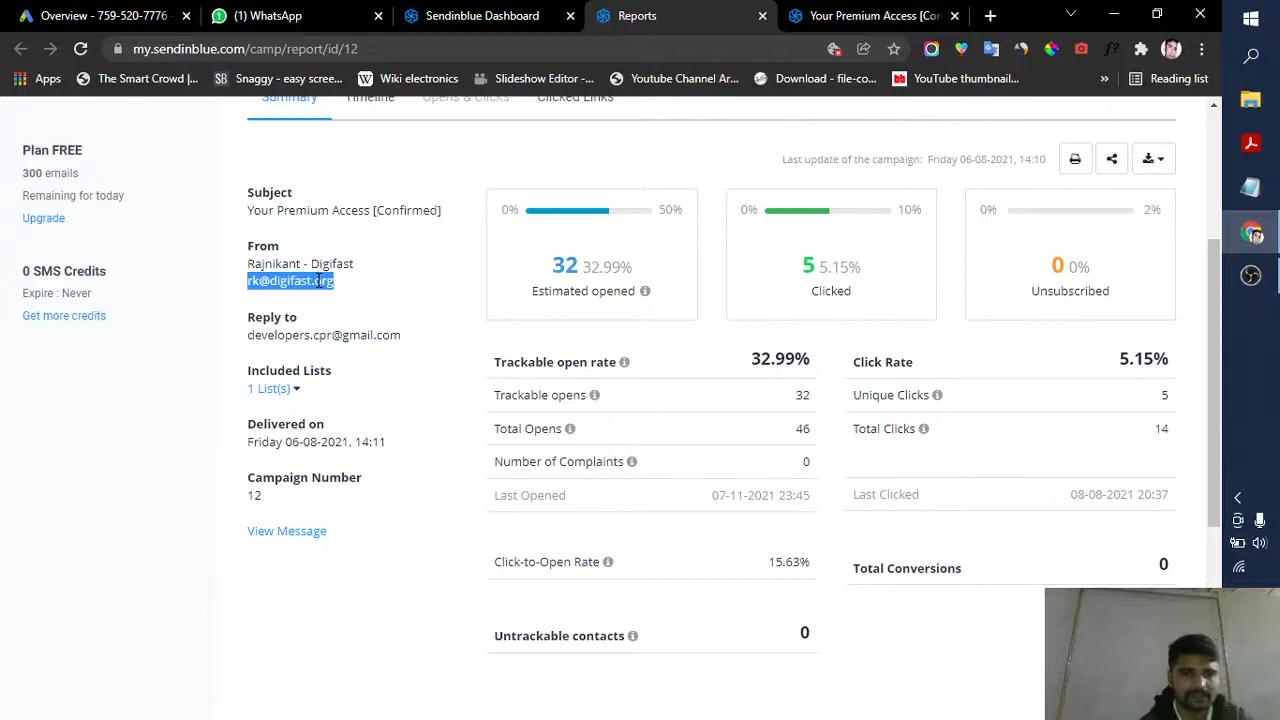 Overview - 759-520-7776
(1) WhatsApp
Sendinblue Dashboard
Reports
Your Premium Access [Con
my.sendinblue.com/camp/report/id/12
Apps
The Smart Crowd |...
Snaggy - easy scree...
Wiki electronics
Slideshow Editor -...
Youtube Channel Ar...
Download - file-co...
YouTube thumbnail...
Reading list
Summary
Timeline
Opens & Clicks
Clicked Links
Plan FREE
300 emails
Remaining for today
Upgrade
0 SMS Credits
Expire : Never
Get more credits
Last update of the campaign: Friday 06-08-2021, 14:10
Subject
Your Premium Access [Confirmed]
From
Rajnikant - Digifast
rk@digifast.org
Reply to
developers.cpr@gmail.com
Included Lists
1 List(s)
Delivered on
Friday 06-08-2021, 14:11
Campaign Number
12
View Message
0% 50%
32 32.99%
Estimated opened
0% 10%
5 5.15%
Clicked
0% 2%
0 0%
Unsubscribed
Trackable open rate 32.99%
Trackable opens 32
Total Opens 46
Number of Complaints 0
Last Opened 07-11-2021 23:45
Click-to-Open Rate 15.63%
Untrackable contacts 0
Click Rate 5.15%
Unique Clicks 5
Total Clicks 14
Last Clicked 08-08-2021 20:37
Total Conversions 0